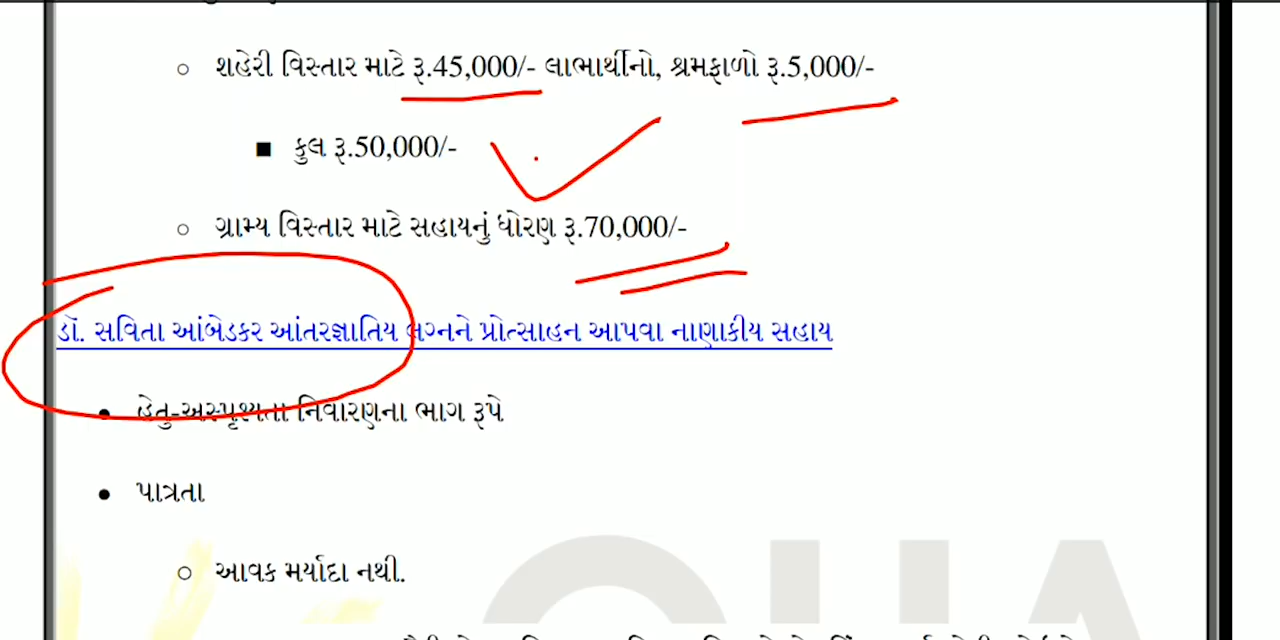 ○ શહેરી વિસ્તાર માટે રૂ.45,000/- લાભાર્થીનો, શ્રમફાળો રૂ.5,000/-
■ કુલ રૂ.50,000/-
○ ગ્રામ્ય વિસ્તાર માટે સહાયનું ધોરણ રૂ.70,000/-
ડૉ. સવિતા આંબેડકર આંતરજ્ઞાતિય લગ્નને પ્રોત્સાહન આપવા નાણાકીય સહાય
● હેતુ-અસ્પૃશ્યતા નિવારણના ભાગ રૂપે
● પાત્રતા
○ આવક મર્યાદા નથી.